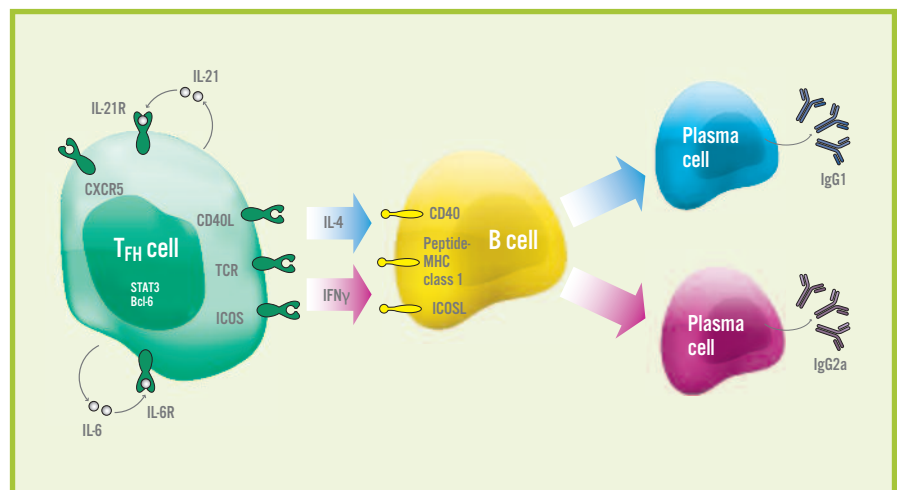 IL-21
IL-21R
CXCR5
CD40L
TFH cell
STAT3
Bcl-6
TCR
ICOS
IL-6R
IL-6
IL-4
IFNγ
CD40
B cell
Peptide-
MHC
class 1
ICOSL
Plasma
cell
IgG1
Plasma
cell
IgG2a